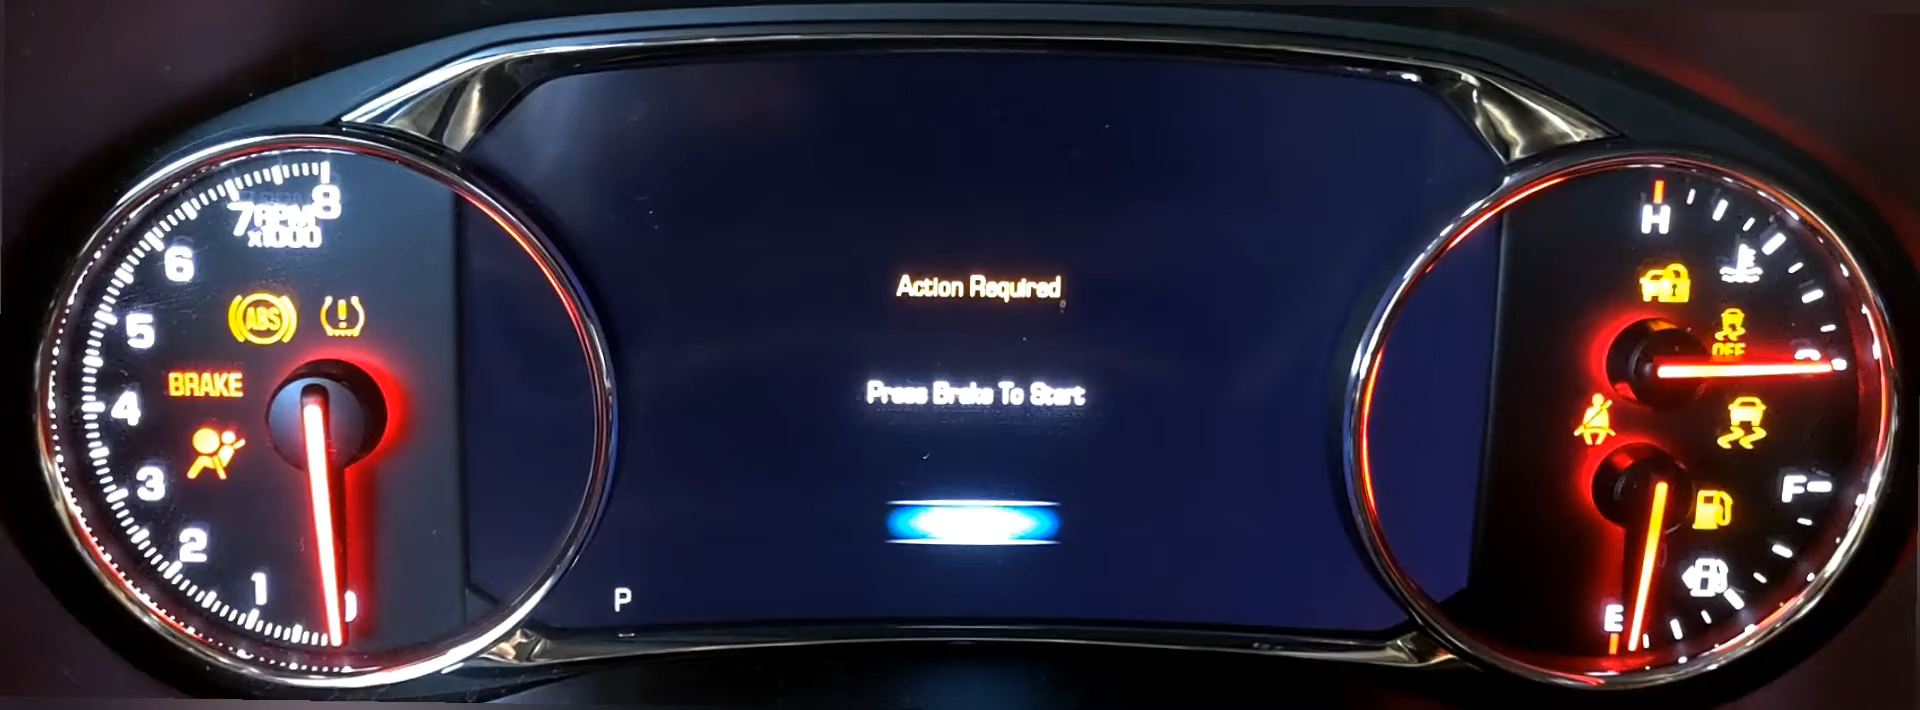 8
7
RPM
x1000
6
5
4
3
2
1
0
ABS
BRAKE
Action Required
Press Brake To Start
P
H
OFF
F
E